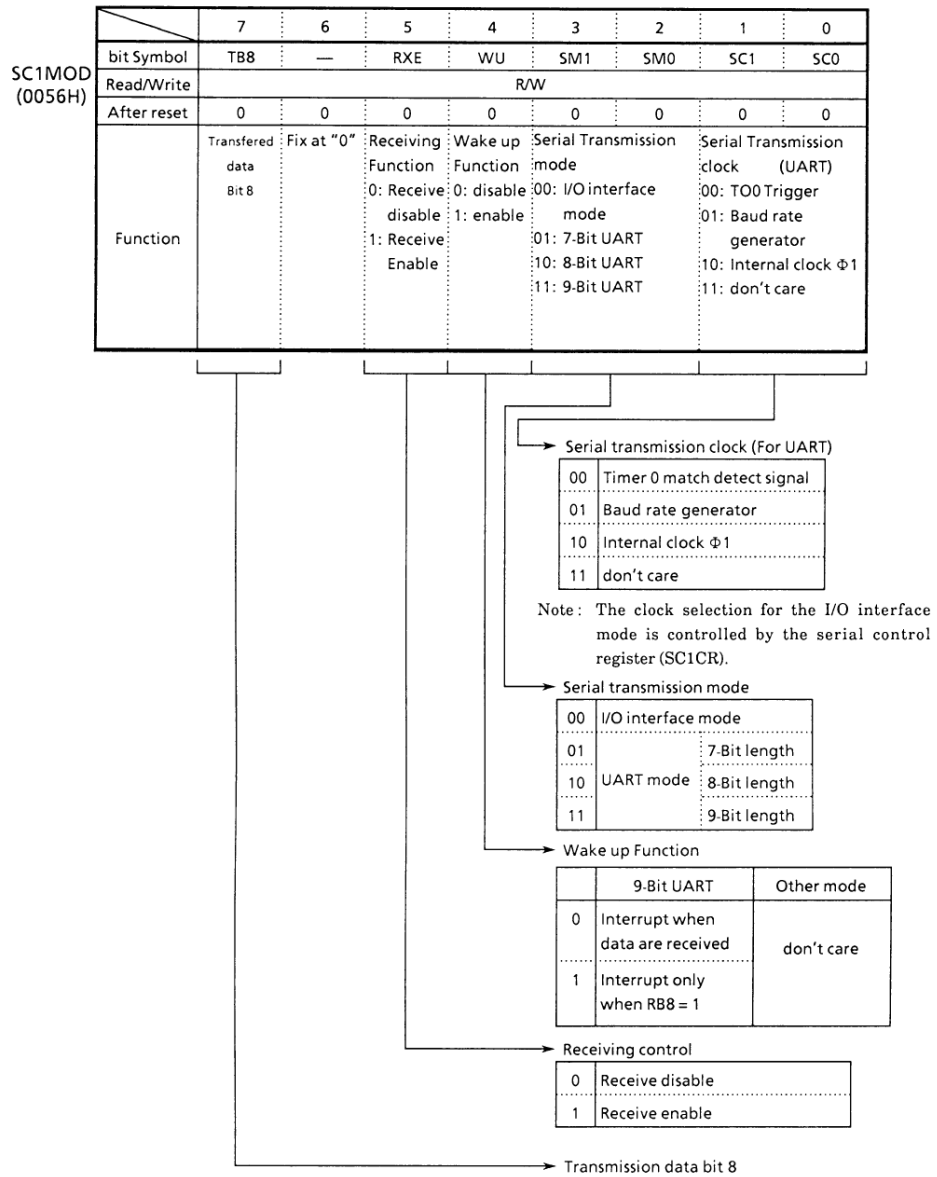 7 6 5 4 3 2 1 0
bit Symbol TB8 — RXE WU SM1 SM0 SC1 SC0
SC1MOD
(0056H)
Read/Write R/W
After reset 0 0 0 0 0 0 0 0
Function
Transfered
data
Bit 8
Fix at "0"
Receiving
Function
0: Receive
disable
1: Receive
Enable
Wake up
Function
0: disable
1: enable
Serial Transmission
mode
00: I/O interface
mode
01: 7-Bit UART
10: 8-Bit UART
11: 9-Bit UART
Serial Transmission
clock (UART)
00: TO0 Trigger
01: Baud rate
generator
10: Internal clock Φ1
11: don't care
Serial transmission clock (For UART)
00 Timer 0 match detect signal
01 Baud rate generator
10 Internal clock Φ1
11 don't care
Note : The clock selection for the I/O interface
mode is controlled by the serial control
register (SC1CR).
Serial transmission mode
00 I/O interface mode
01 7-Bit length
10 UART mode 8-Bit length
11 9-Bit length
Wake up Function
9-Bit UART Other mode
0 Interrupt when
data are received
don't care
1 Interrupt only
when RB8 = 1
Receiving control
0 Receive disable
1 Receive enable
Transmission data bit 8